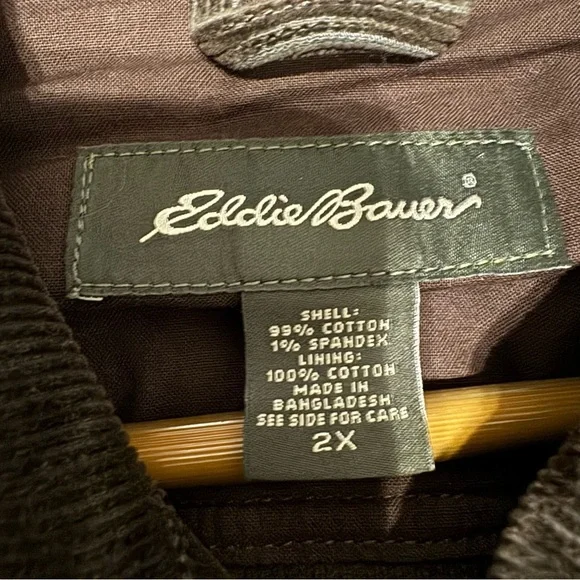 Eddie Bauer®
SHELL:
99% COTTON
1% SPANDEX
LINING:
100% COTTON
MADE IN
BANGLADESH
SEE SIDE FOR CARE
2X